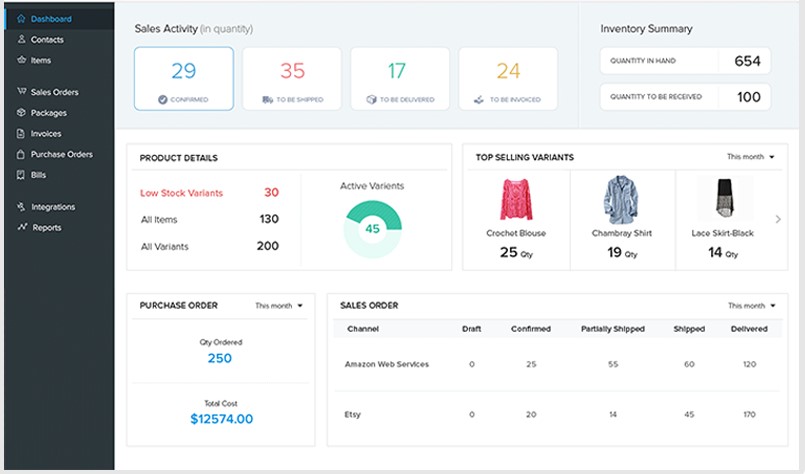 Dashboard
Contacts
Items
Sales Orders
Packages
Invoices
Purchase Orders
Bills
Integrations
Reports
Sales Activity (in quantity)
29
CONFIRMED
35
TO BE SHIPPED
17
TO BE DELIVERED
24
TO BE INVOICED
Inventory Summary
QUANTITY IN HAND 654
QUANTITY TO BE RECEIVED 100
PRODUCT DETAILS
Low Stock Variants 30
All Items 130
All Variants 200
Active Varients
45
TOP SELLING VARIANTS This month
Crochet Blouse
25 Qty
Chambray Shirt
19 Qty
Lace Skirt-Black
14 Qty
PURCHASE ORDER This month
Qty Ordered
250
Total Cost
$12574.00
SALES ORDER This month
Channel Draft Confirmed Partially Shipped Shipped Delivered
Amazon Web Services 0 25 55 60 120
Etsy 0 20 14 45 170